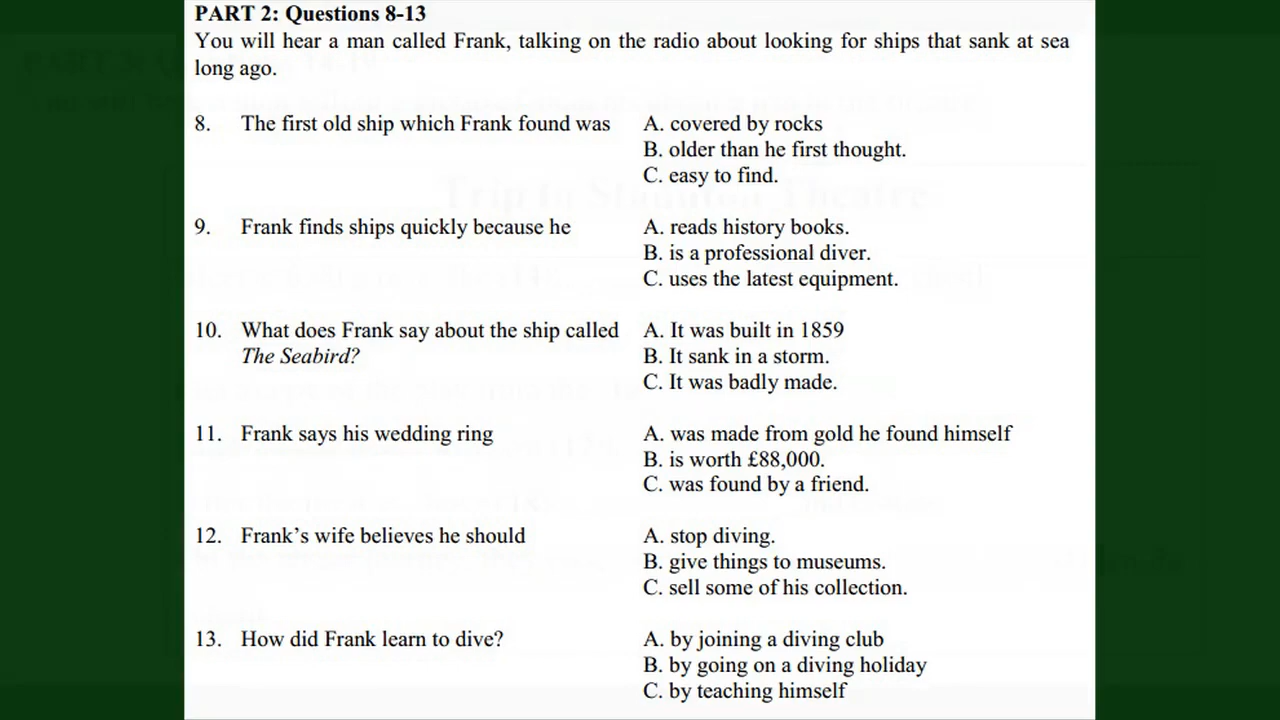 PART 2: Questions 8-13
You will hear a man called Frank, talking on the radio about looking for ships that sank at sea
long ago.
8. The first old ship which Frank found was A. covered by rocks
B. older than he first thought.
C. easy to find.
9. Frank finds ships quickly because he A. reads history books.
B. is a professional diver.
C. uses the latest equipment.
10. What does Frank say about the ship called A. It was built in 1859
The Seabird? B. It sank in a storm.
C. It was badly made.
11. Frank says his wedding ring A. was made from gold he found himself
B. is worth £88,000.
C. was found by a friend.
12. Frank’s wife believes he should A. stop diving.
B. give things to museums.
C. sell some of his collection.
13. How did Frank learn to dive? A. by joining a diving club
B. by going on a diving holiday
C. by teaching himself